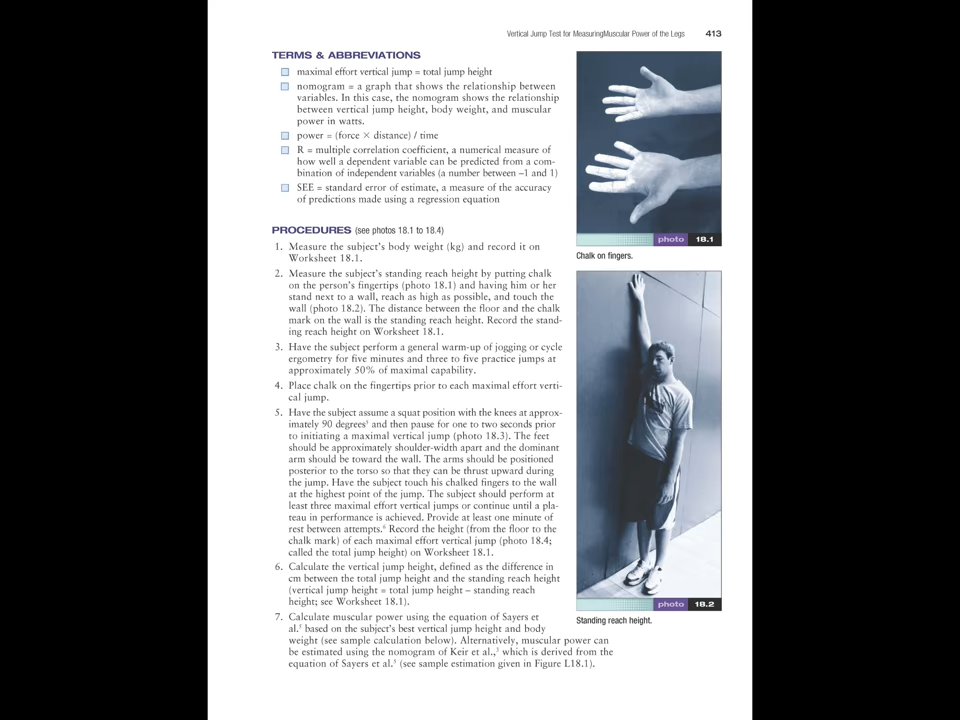 Vertical Jump Test for MeasuringMuscular Power of the Legs 413
TERMS & ABBREVIATIONS
maximal effort vertical jump = total jump height
nomogram = a graph that shows the relationship between
variables. In this case, the nomogram shows the relationship
between vertical jump height, body weight, and muscular
power in watts.
power = (force × distance) / time
R = multiple correlation coefficient, a numerical measure of
how well a dependent variable can be predicted from a com-
bination of independent variables (a number between –1 and 1)
SEE = standard error of estimate, a measure of the accuracy
of predictions made using a regression equation
PROCEDURES (see photos 18.1 to 18.4)
1. Measure the subject's body weight (kg) and record it on
Worksheet 18.1.
2. Measure the subject's standing reach height by putting chalk
on the person's fingertips (photo 18.1) and having him or her
stand next to a wall, reach as high as possible, and touch the
wall (photo 18.2). The distance between the floor and the chalk
mark on the wall is the standing reach height. Record the stand-
ing reach height on Worksheet 18.1.
3. Have the subject perform a general warm-up of jogging or cycle
ergometry for five minutes and three to five practice jumps at
approximately 50% of maximal capability.
4. Place chalk on the fingertips prior to each maximal effort verti-
cal jump.
5. Have the subject assume a squat position with the knees at approx-
imately 90 degrees⁵ and then pause for one to two seconds prior
to initiating a maximal vertical jump (photo 18.3). The feet
should be approximately shoulder-width apart and the dominant
arm should be toward the wall. The arms should be positioned
posterior to the torso so that they can be thrust upward during
the jump. Have the subject touch his chalked fingers to the wall
at the highest point of the jump. The subject should perform at
least three maximal effort vertical jumps or continue until a pla-
teau in performance is achieved. Provide at least one minute of
rest between attempts.⁶ Record the height (from the floor to the
chalk mark) of each maximal effort vertical jump (photo 18.4;
called the total jump height) on Worksheet 18.1.
6. Calculate the vertical jump height, defined as the difference in
cm between the total jump height and the standing reach height
(vertical jump height = total jump height – standing reach
height; see Worksheet 18.1).
7. Calculate muscular power using the equation of Sayers et
al.⁵ based on the subject's best vertical jump height and body
weight (see sample calculation below). Alternatively, muscular power can
be estimated using the nomogram of Keir et al.,³ which is derived from the
equation of Sayers et al.⁵ (see sample estimation given in Figure L18.1).
photo 18.1
Chalk on fingers.
photo 18.2
Standing reach height.